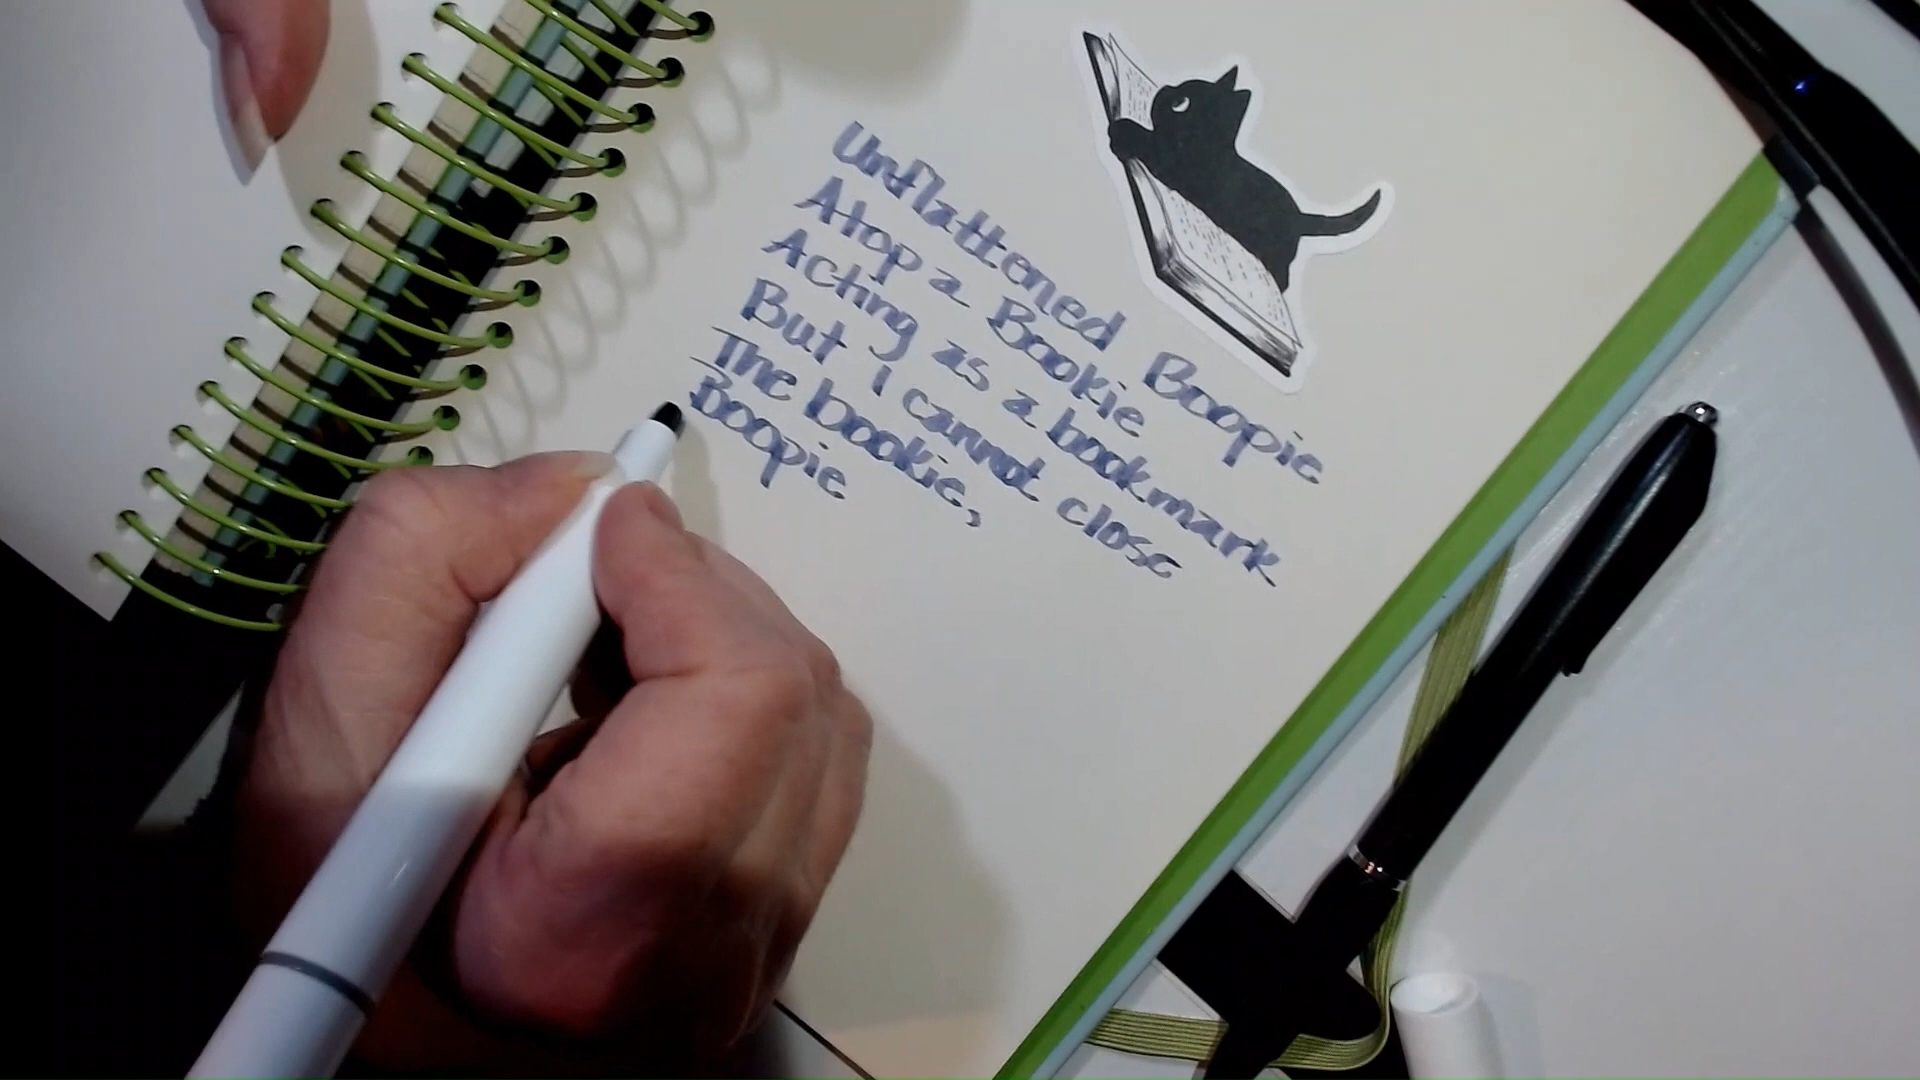 Unflattened Boopie
Atop a Bookie
Acting as a bookmark
But I cannot close
The bookie,
Boopie